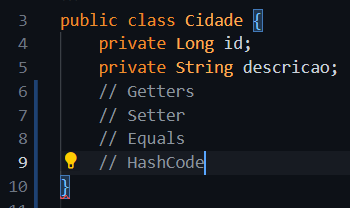 3 public class Cidade {
4 private Long id;
5 private String descricao;
6 // Getters
7 // Setter
8 // Equals
9 // HashCode
10 }